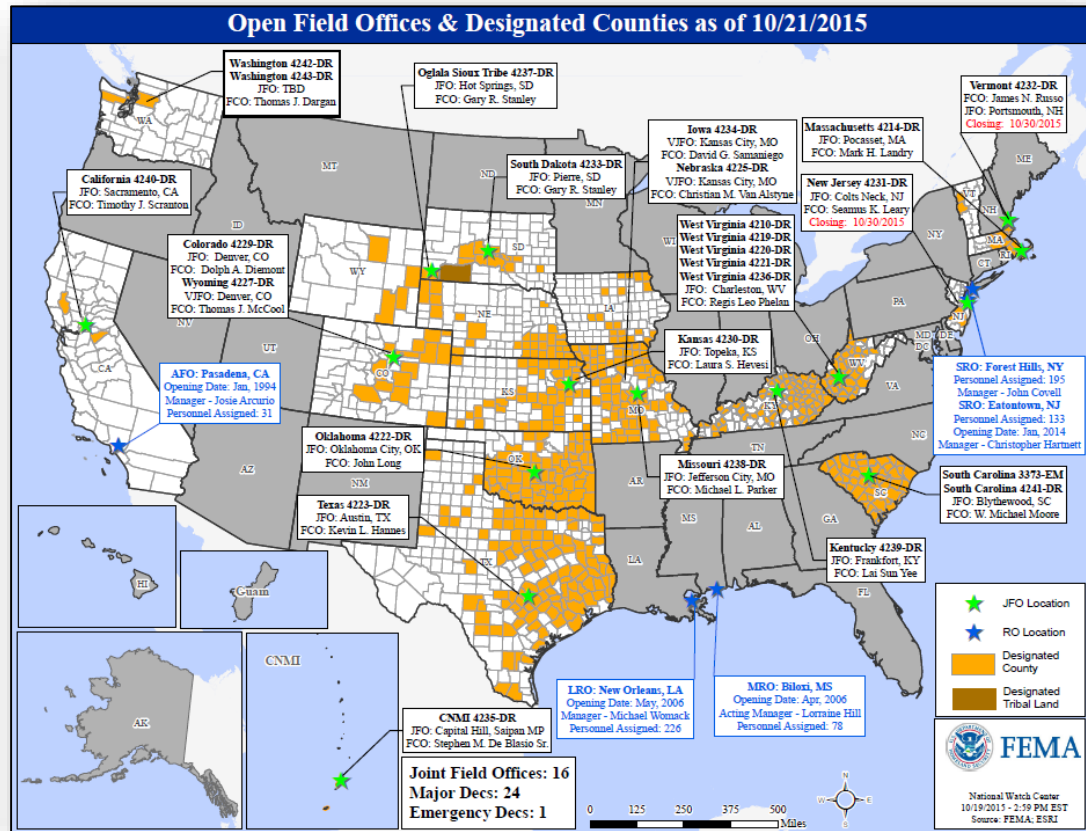 Open Field Offices & Designated Counties as of 10/21/2015
Washington 4242-DR
Washington 4243-DR
JFO: TBD
FCO: Thomas J. Dargan
Oglala Sioux Tribe 4237-DR
JFO: Hot Springs, SD
FCO: Gary R. Stanley
Vermont 4232-DR
FCO: James N. Russo
JFO: Portsmouth, NH
Closing: 10/30/2015
Iowa 4234-DR
VJFO: Kansas City, MO
FCO: David G. Samaniego
Nebraska 4225-DR
VJFO: Kansas City, MO
FCO: Christian M. Van Alstyne
Massachusetts 4214-DR
JFO: Pocasset, MA
FCO: Mark H. Landry
South Dakota 4233-DR
JFO: Pierre, SD
FCO: Gary R. Stanley
California 4240-DR
JFO: Sacramento, CA
FCO: Timothy J. Scranton
New Jersey 4231-DR
JFO: Colts Neck, NJ
FCO: Seamus K. Leary
Closing: 10/30/2015
West Virginia 4210-DR
West Virginia 4219-DR
West Virginia 4220-DR
West Virginia 4221-DR
West Virginia 4236-DR
JFO: Charleston, WV
FCO: Regis Leo Phelan
Colorado 4229-DR
JFO: Denver, CO
FCO: Dolph A. Diemont
Wyoming 4227-DR
VJFO: Denver, CO
FCO: Thomas J. McCool
Kansas 4230-DR
JFO: Topeka, KS
FCO: Laura S. Hevesi
AFO: Pasadena, CA
Opening Date: Jan, 1994
Manager - Josie Arcurio
Personnel Assigned: 31
SRO: Forest Hills, NY
Personnel Assigned: 195
Manager - John Covell
SRO: Eatontown, NJ
Personnel Assigned: 133
Opening Date: Jan, 2014
Manager - Christopher Hartnett
Oklahoma 4222-DR
JFO: Oklahoma City, OK
FCO: John Long
Missouri 4238-DR
JFO: Jefferson City, MO
FCO: Michael L. Parker
South Carolina 3373-EM
South Carolina 4241-DR
JFO: Blythewood, SC
FCO: W. Michael Moore
Texas 4223-DR
JFO: Austin, TX
FCO: Kevin L. Hannes
Kentucky 4239-DR
JFO: Frankfort, KY
FCO: Lai Sun Yee
LRO: New Orleans, LA
Opening Date: May, 2006
Manager - Michael Womack
Personnel Assigned: 226
MRO: Biloxi, MS
Opening Date: Apr, 2006
Acting Manager - Lorraine Hill
Personnel Assigned: 78
CNMI 4235-DR
JFO: Capital Hill, Saipan MP
FCO: Stephen M. De Blasio Sr.
Joint Field Offices: 16
Major Decs: 24
Emergency Decs: 1
WA
MT
ND
MN
WI
ME
VT
NH
NY
MA
CT
RI
ID
WY
SD
IA
PA
NJ
NV
UT
CO
NE
KS
MO
OH
WV
MD
DE
DC
VA
CA
AZ
NM
OK
AR
KY
TN
NC
SC
TX
LA
MS
AL
GA
FL
HI
Guam
AK
CNMI
JFO Location
RO Location
Designated
County
Designated
Tribal Land
FEMA
National Watch Center
10/19/2015 - 2:59 PM EST
Source: FEMA; ESRI
N
W
E
S
0 125 250 375 500
Miles